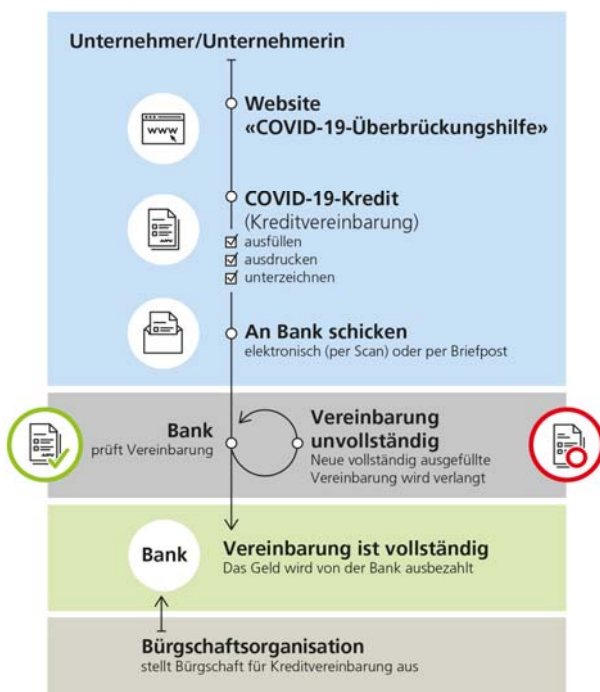 Unternehmer/Unternehmerin
www
Website
«COVID-19-Überbrückungshilfe»
COVID-19-Kredit
(Kreditvereinbarung)
ausfüllen
ausdrucken
unterzeichnen
An Bank schicken
elektronisch (per Scan) oder per Briefpost
Bank
prüft Vereinbarung
Vereinbarung
unvollständig
Neue vollständig ausgefüllte
Vereinbarung wird verlangt
Bank
Vereinbarung ist vollständig
Das Geld wird von der Bank ausbezahlt
Bürgschaftsorganisation
stellt Bürgschaft für Kreditvereinbarung aus